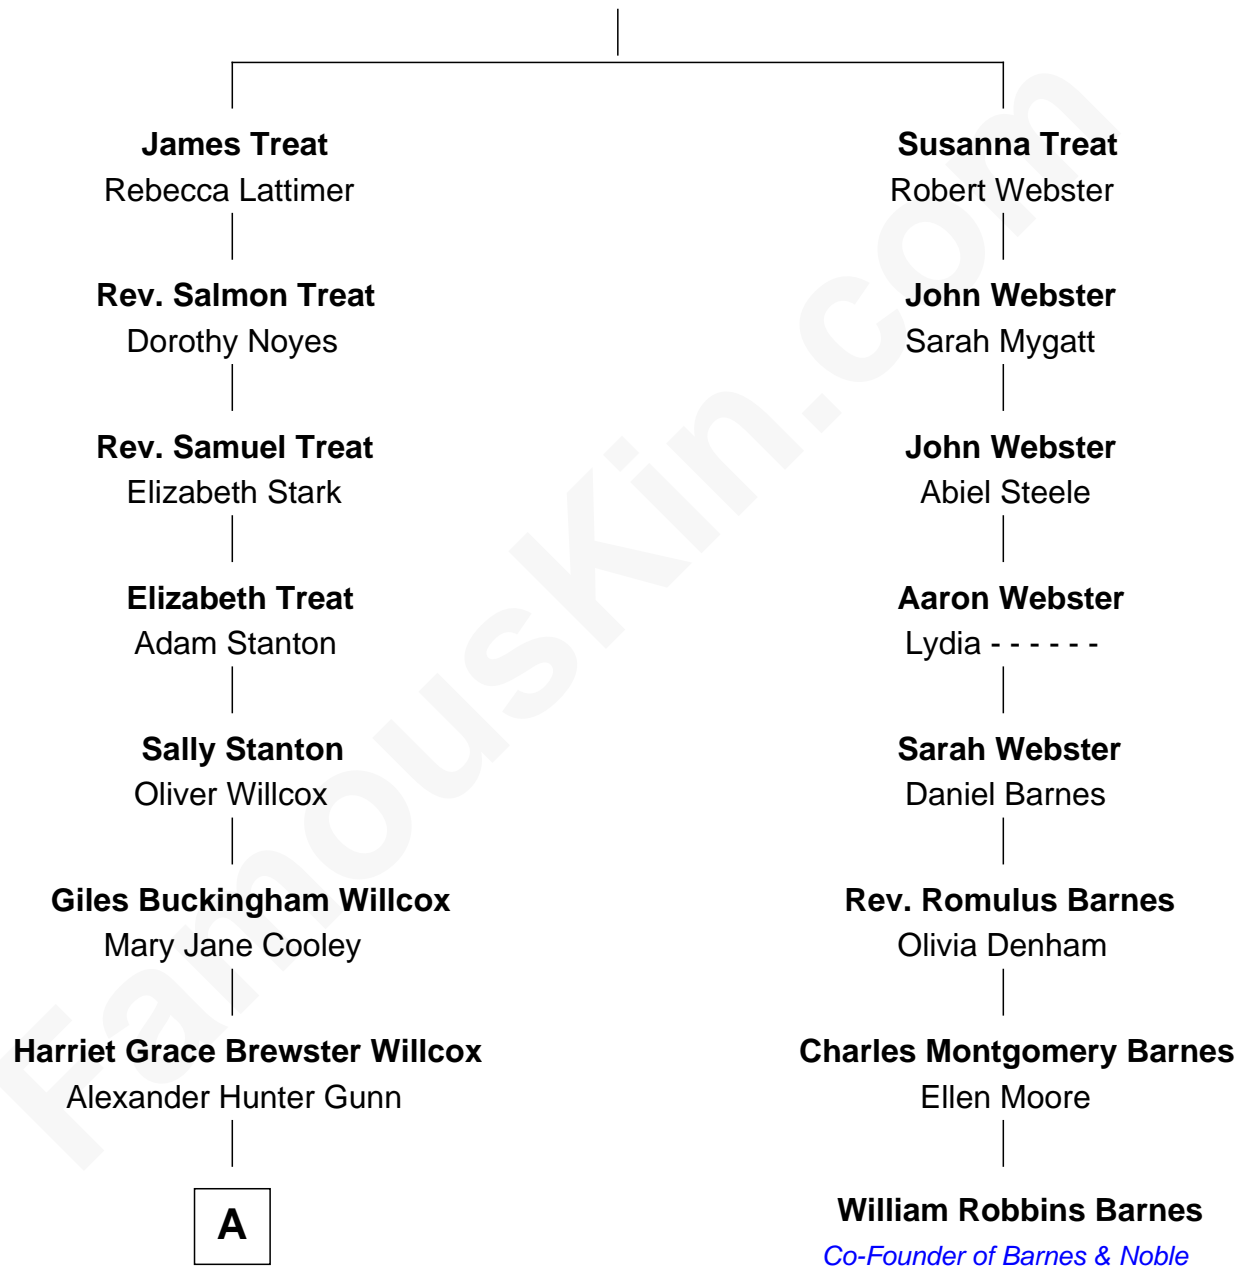 James Treat
Rebecca Lattimer
Rev. Salmon Treat
Dorothy Noyes
Rev. Samuel Treat
Elizabeth Stark
Elizabeth Treat
Adam Stanton
Sally Stanton
Oliver Willcox
Giles Buckingham Willcox
Mary Jane Cooley
Harriet Grace Brewster Willcox
Alexander Hunter Gunn
A
Susanna Treat
Robert Webster
John Webster
Sarah Mygatt
John Webster
Abiel Steele
Aaron Webster
Lydia - - - - - -
Sarah Webster
Daniel Barnes
Rev. Romulus Barnes
Olivia Denham
Charles Montgomery Barnes
Ellen Moore
William Robbins Barnes
Co-Founder of Barnes & Noble
FamousKin.com